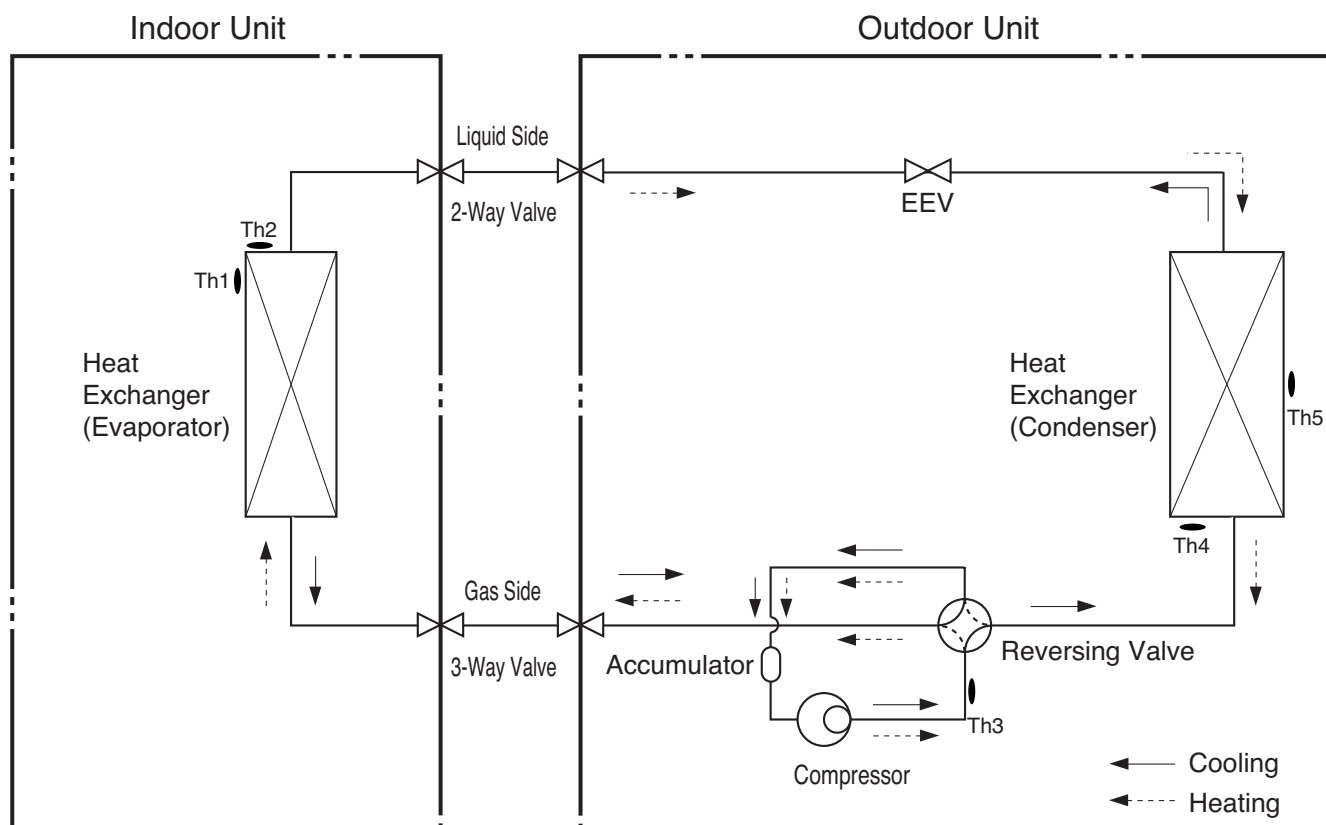 Indoor Unit
Outdoor Unit
Liquid Side
2-Way Valve
EEV
Th2
Th1
Heat
Exchanger
(Evaporator)
Heat
Exchanger
(Condenser)
Th5
Th4
Gas Side
3-Way Valve
Accumulator
Reversing Valve
Th3
Compressor
Cooling
Heating